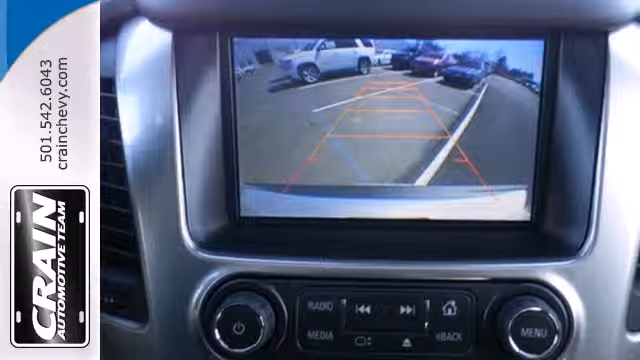 501.542.6043
crainchevy.com
CRAIN
AUTOMOTIVE TEAM
RADIO
MEDIA
BACK
MENU